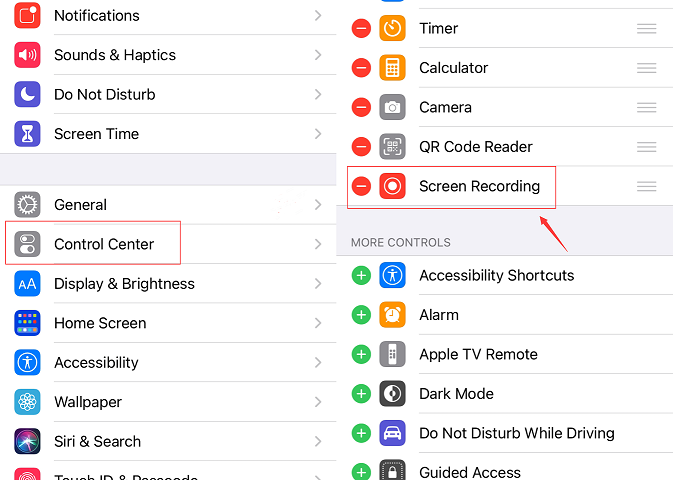 Notifications
Sounds & Haptics
Do Not Disturb
Screen Time
General
Control Center
AA Display & Brightness
Home Screen
Accessibility
Wallpaper
Siri & Search
Touch ID & Passcode
Timer
Calculator
Camera
QR Code Reader
Screen Recording
MORE CONTROLS
Accessibility Shortcuts
Alarm
Apple TV Remote
Dark Mode
Do Not Disturb While Driving
Guided Access